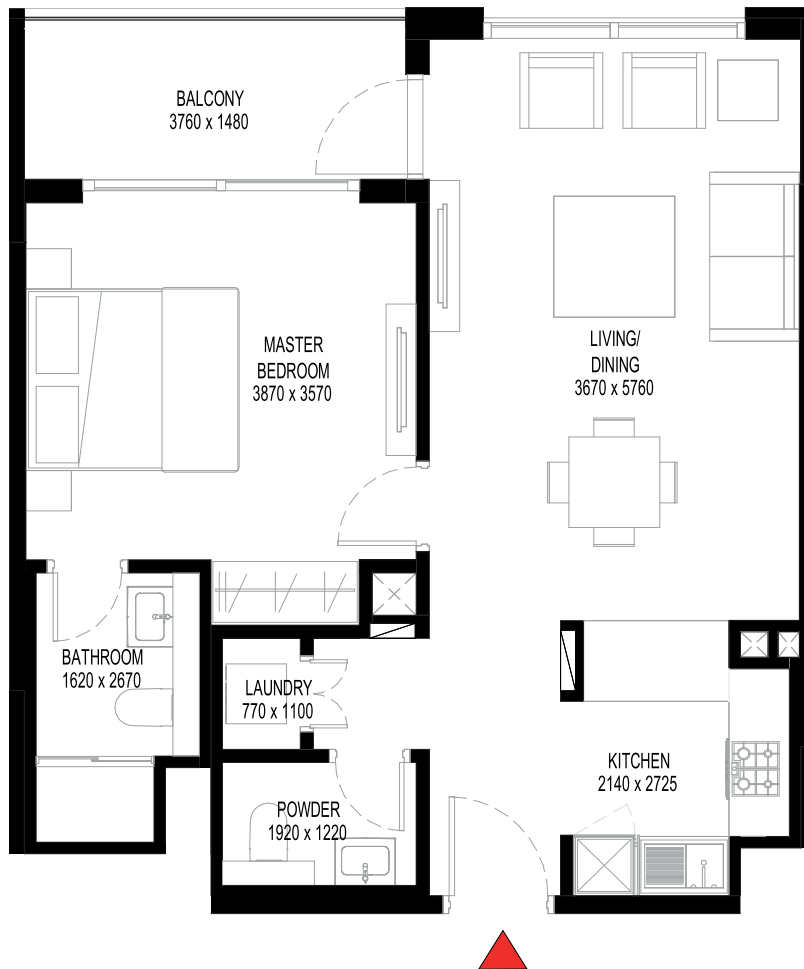 BALCONY
3760 x 1480
MASTER
BEDROOM
3870 x 3570
LIVING/
DINING
3670 x 5760
BATHROOM
1620 x 2670
LAUNDRY
770 x 1100
KITCHEN
2140 x 2725
POWDER
1920 x 1220